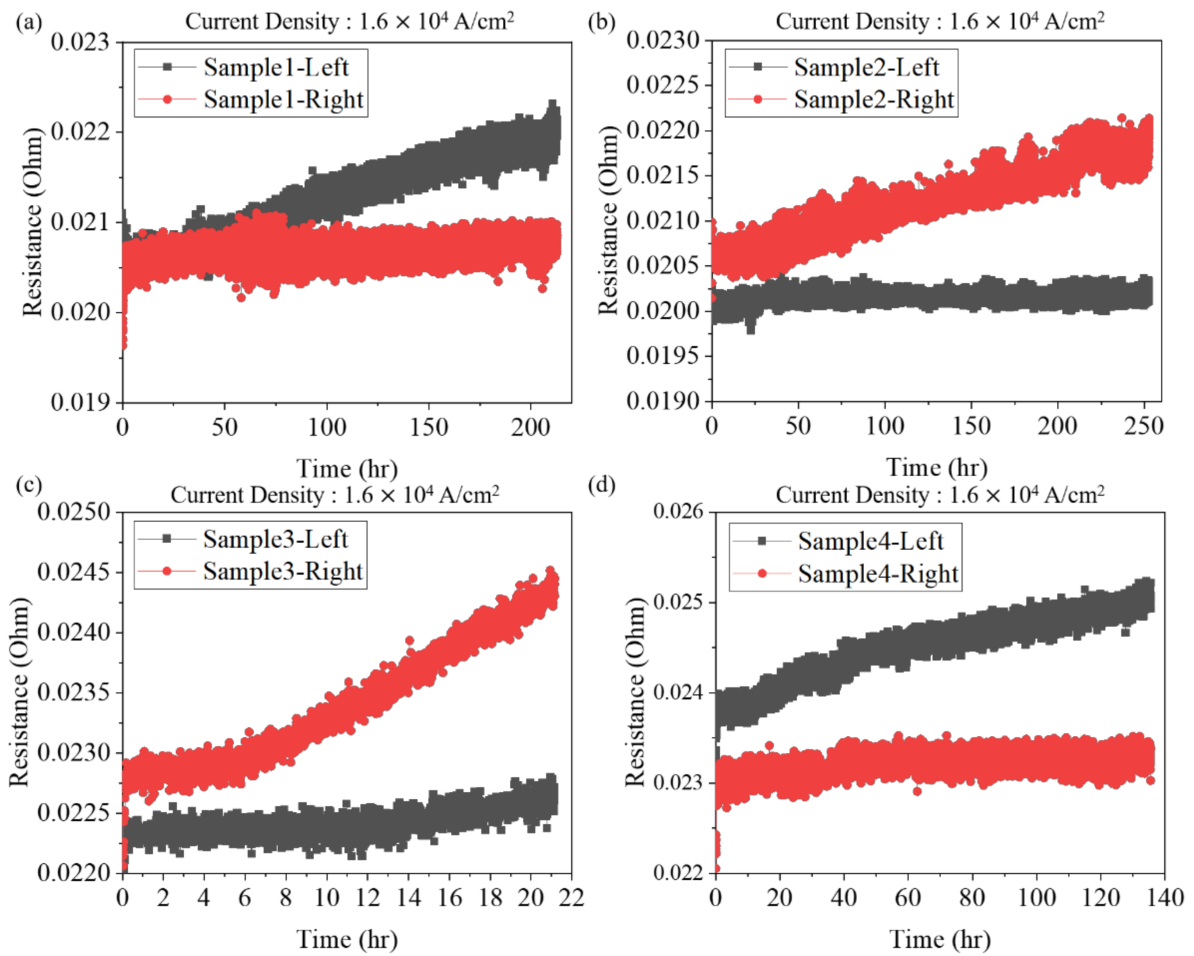 (a)
Current Density : 1.6 × 10⁴ A/cm²
Sample1-Left
Sample1-Right
0.023
0.022
0.021
0.020
0.019
Resistance (Ohm)
0 50 100 150 200
Time (hr)
(b)
Current Density : 1.6 × 10⁴ A/cm²
Sample2-Left
Sample2-Right
0.0230
0.0225
0.0220
0.0215
0.0210
0.0205
0.0200
0.0195
0.0190
Resistance (Ohm)
0 50 100 150 200 250
Time (hr)
(c)
Current Density : 1.6 × 10⁴ A/cm²
Sample3-Left
Sample3-Right
0.0250
0.0245
0.0240
0.0235
0.0230
0.0225
0.0220
Resistance (Ohm)
0 2 4 6 8 10 12 14 16 18 20 22
Time (hr)
(d)
Current Density : 1.6 × 10⁴ A/cm²
Sample4-Left
Sample4-Right
0.026
0.025
0.024
0.023
0.022
Resistance (Ohm)
0 20 40 60 80 100 120 140
Time (hr)